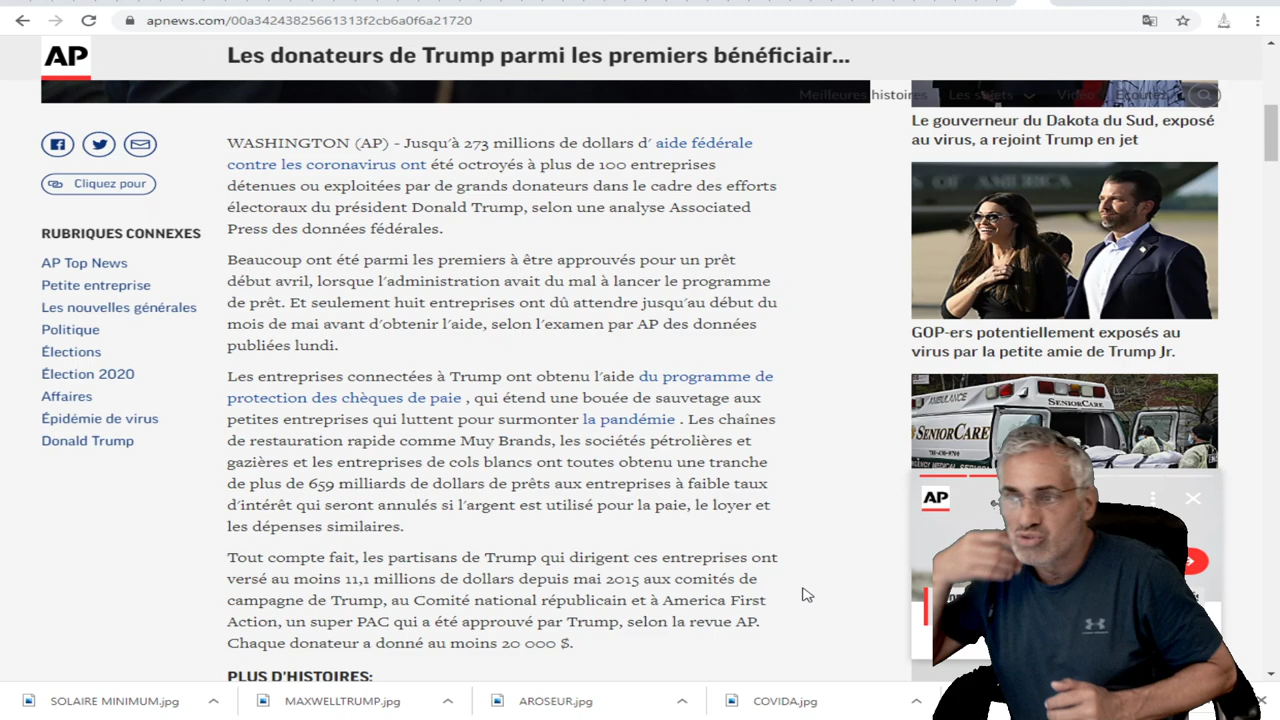 apnews.com/00a34243825661313f2cb6a0f6a21720
AP
Les donateurs de Trump parmi les premiers bénéficiair...
Meilleures histoires
Les sujets
Vidéo
Écoutez
Cliquez pour
RUBRIQUES CONNEXES
AP Top News
Petite entreprise
Les nouvelles générales
Politique
Élections
Élection 2020
Affaires
Épidémie de virus
Donald Trump
WASHINGTON (AP) - Jusqu'à 273 millions de dollars d' aide fédérale
contre les coronavirus ont été octroyés à plus de 100 entreprises
détenues ou exploitées par de grands donateurs dans le cadre des efforts
électoraux du président Donald Trump, selon une analyse Associated
Press des données fédérales.
Beaucoup ont été parmi les premiers à être approuvés pour un prêt
début avril, lorsque l'administration avait du mal à lancer le programme
de prêt. Et seulement huit entreprises ont dû attendre jusqu'au début du
mois de mai avant d'obtenir l'aide, selon l'examen par AP des données
publiées lundi.
Les entreprises connectées à Trump ont obtenu l'aide du programme de
protection des chèques de paie , qui étend une bouée de sauvetage aux
petites entreprises qui luttent pour surmonter la pandémie . Les chaînes
de restauration rapide comme Muy Brands, les sociétés pétrolières et
gazières et les entreprises de cols blancs ont toutes obtenu une tranche
de plus de 659 milliards de dollars de prêts aux entreprises à faible taux
d'intérêt qui seront annulés si l'argent est utilisé pour la paie, le loyer et
les dépenses similaires.
Tout compte fait, les partisans de Trump qui dirigent ces entreprises ont
versé au moins 11,1 millions de dollars depuis mai 2015 aux comités de
campagne de Trump, au Comité national républicain et à America First
Action, un super PAC qui a été approuvé par Trump, selon la revue AP.
Chaque donateur a donné au moins 20 000 $.
PLUS D'HISTOIRES:
Le gouverneur du Dakota du Sud, exposé
au virus, a rejoint Trump en jet
GOP-ers potentiellement exposés au
virus par la petite amie de Trump Jr.
AMBULANCE
SENIORCARE
SENIORCARE
AP
SOLAIRE MINIMUM.jpg
MAXWELLTRUMP.jpg
AROSEUR.jpg
COVIDA.jpg